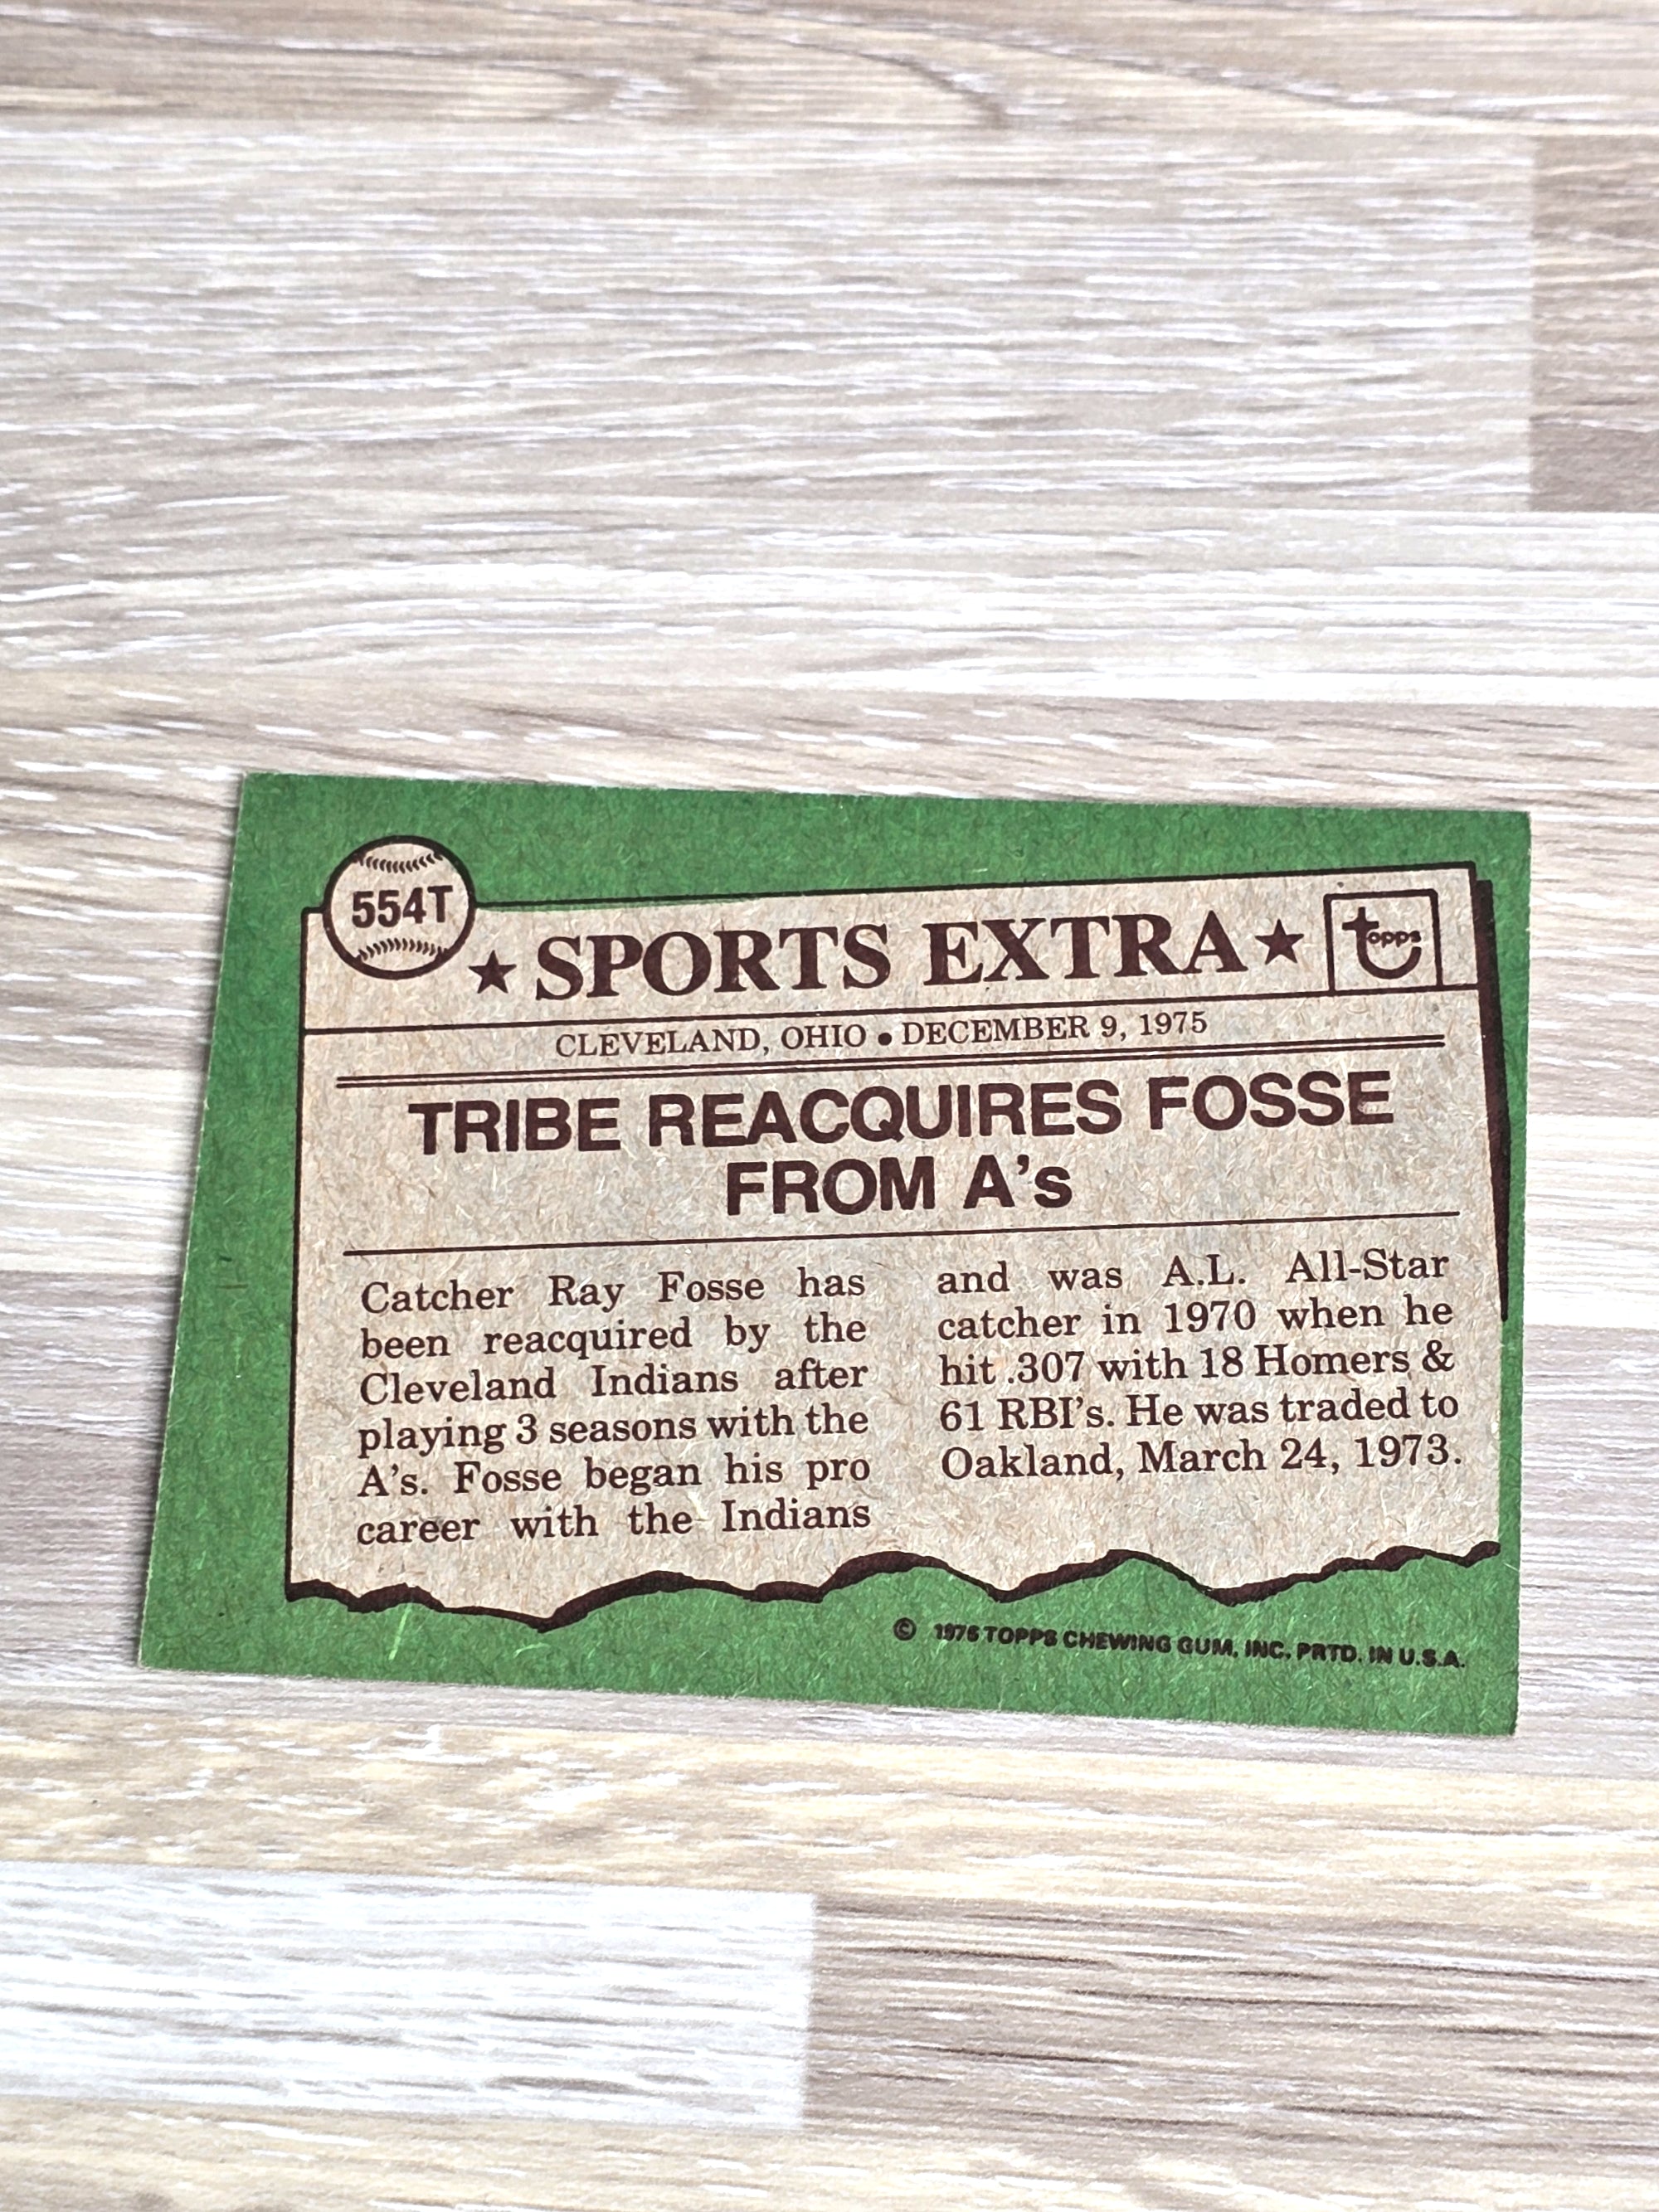 554T
★ SPORTS EXTRA ★
topps
CLEVELAND, OHIO • DECEMBER 9, 1975
TRIBE REACQUIRES FOSSE
FROM A's
Catcher Ray Fosse has
been reacquired by the
Cleveland Indians after
playing 3 seasons with the
A's. Fosse began his pro
career with the Indians
and was A.L. All-Star
catcher in 1970 when he
hit .307 with 18 Homers &
61 RBI's. He was traded to
Oakland, March 24, 1973.
© 1976 TOPPS CHEWING GUM, INC. PRTD. IN U.S.A.